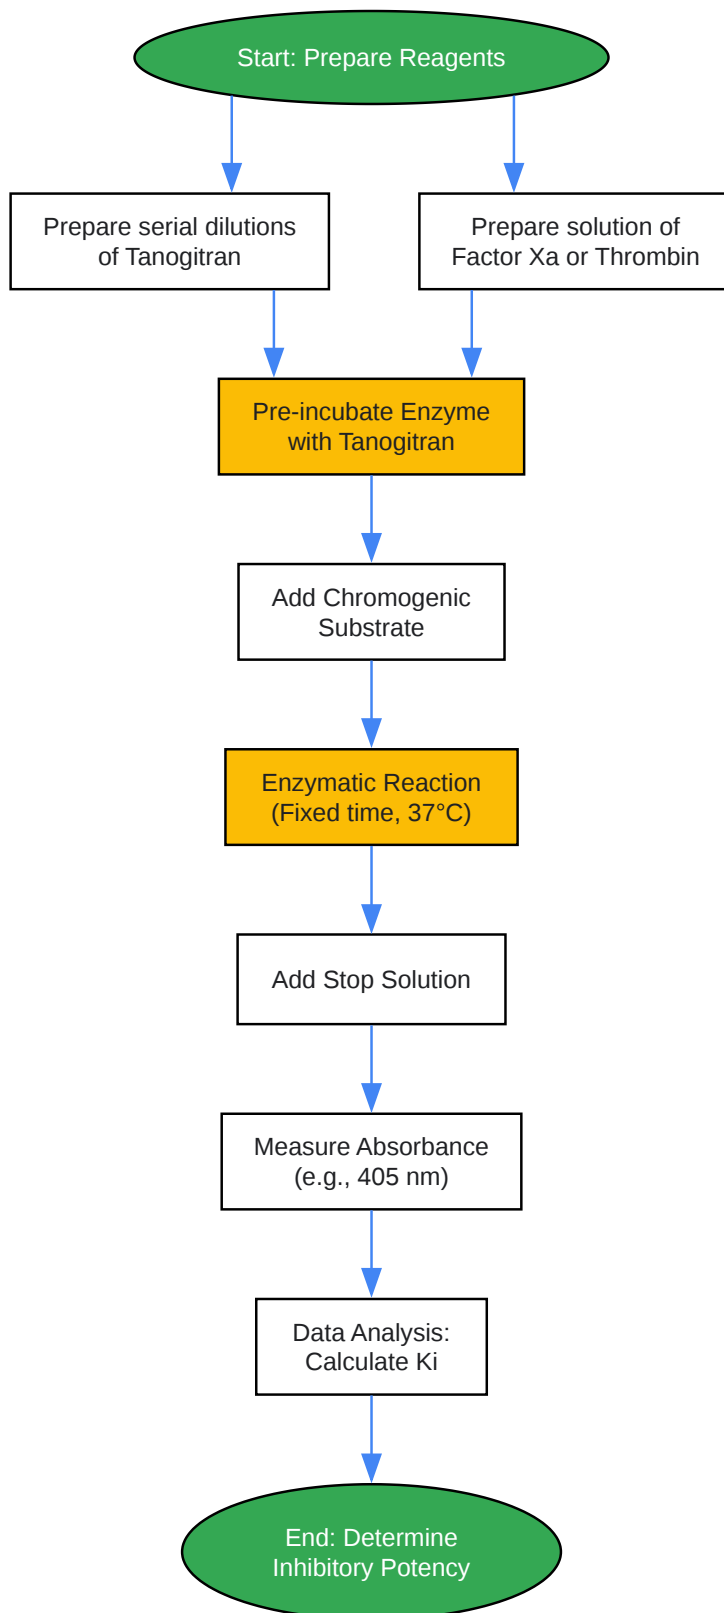 Start: Prepare Reagents
Prepare serial dilutions
of Tanogitran
Prepare solution of
Factor Xa or Thrombin
Pre-incubate Enzyme
with Tanogitran
Add Chromogenic
Substrate
Enzymatic Reaction
(Fixed time, 37°C)
Add Stop Solution
Measure Absorbance
(e.g., 405 nm)
Data Analysis:
Calculate Ki
End: Determine
Inhibitory Potency